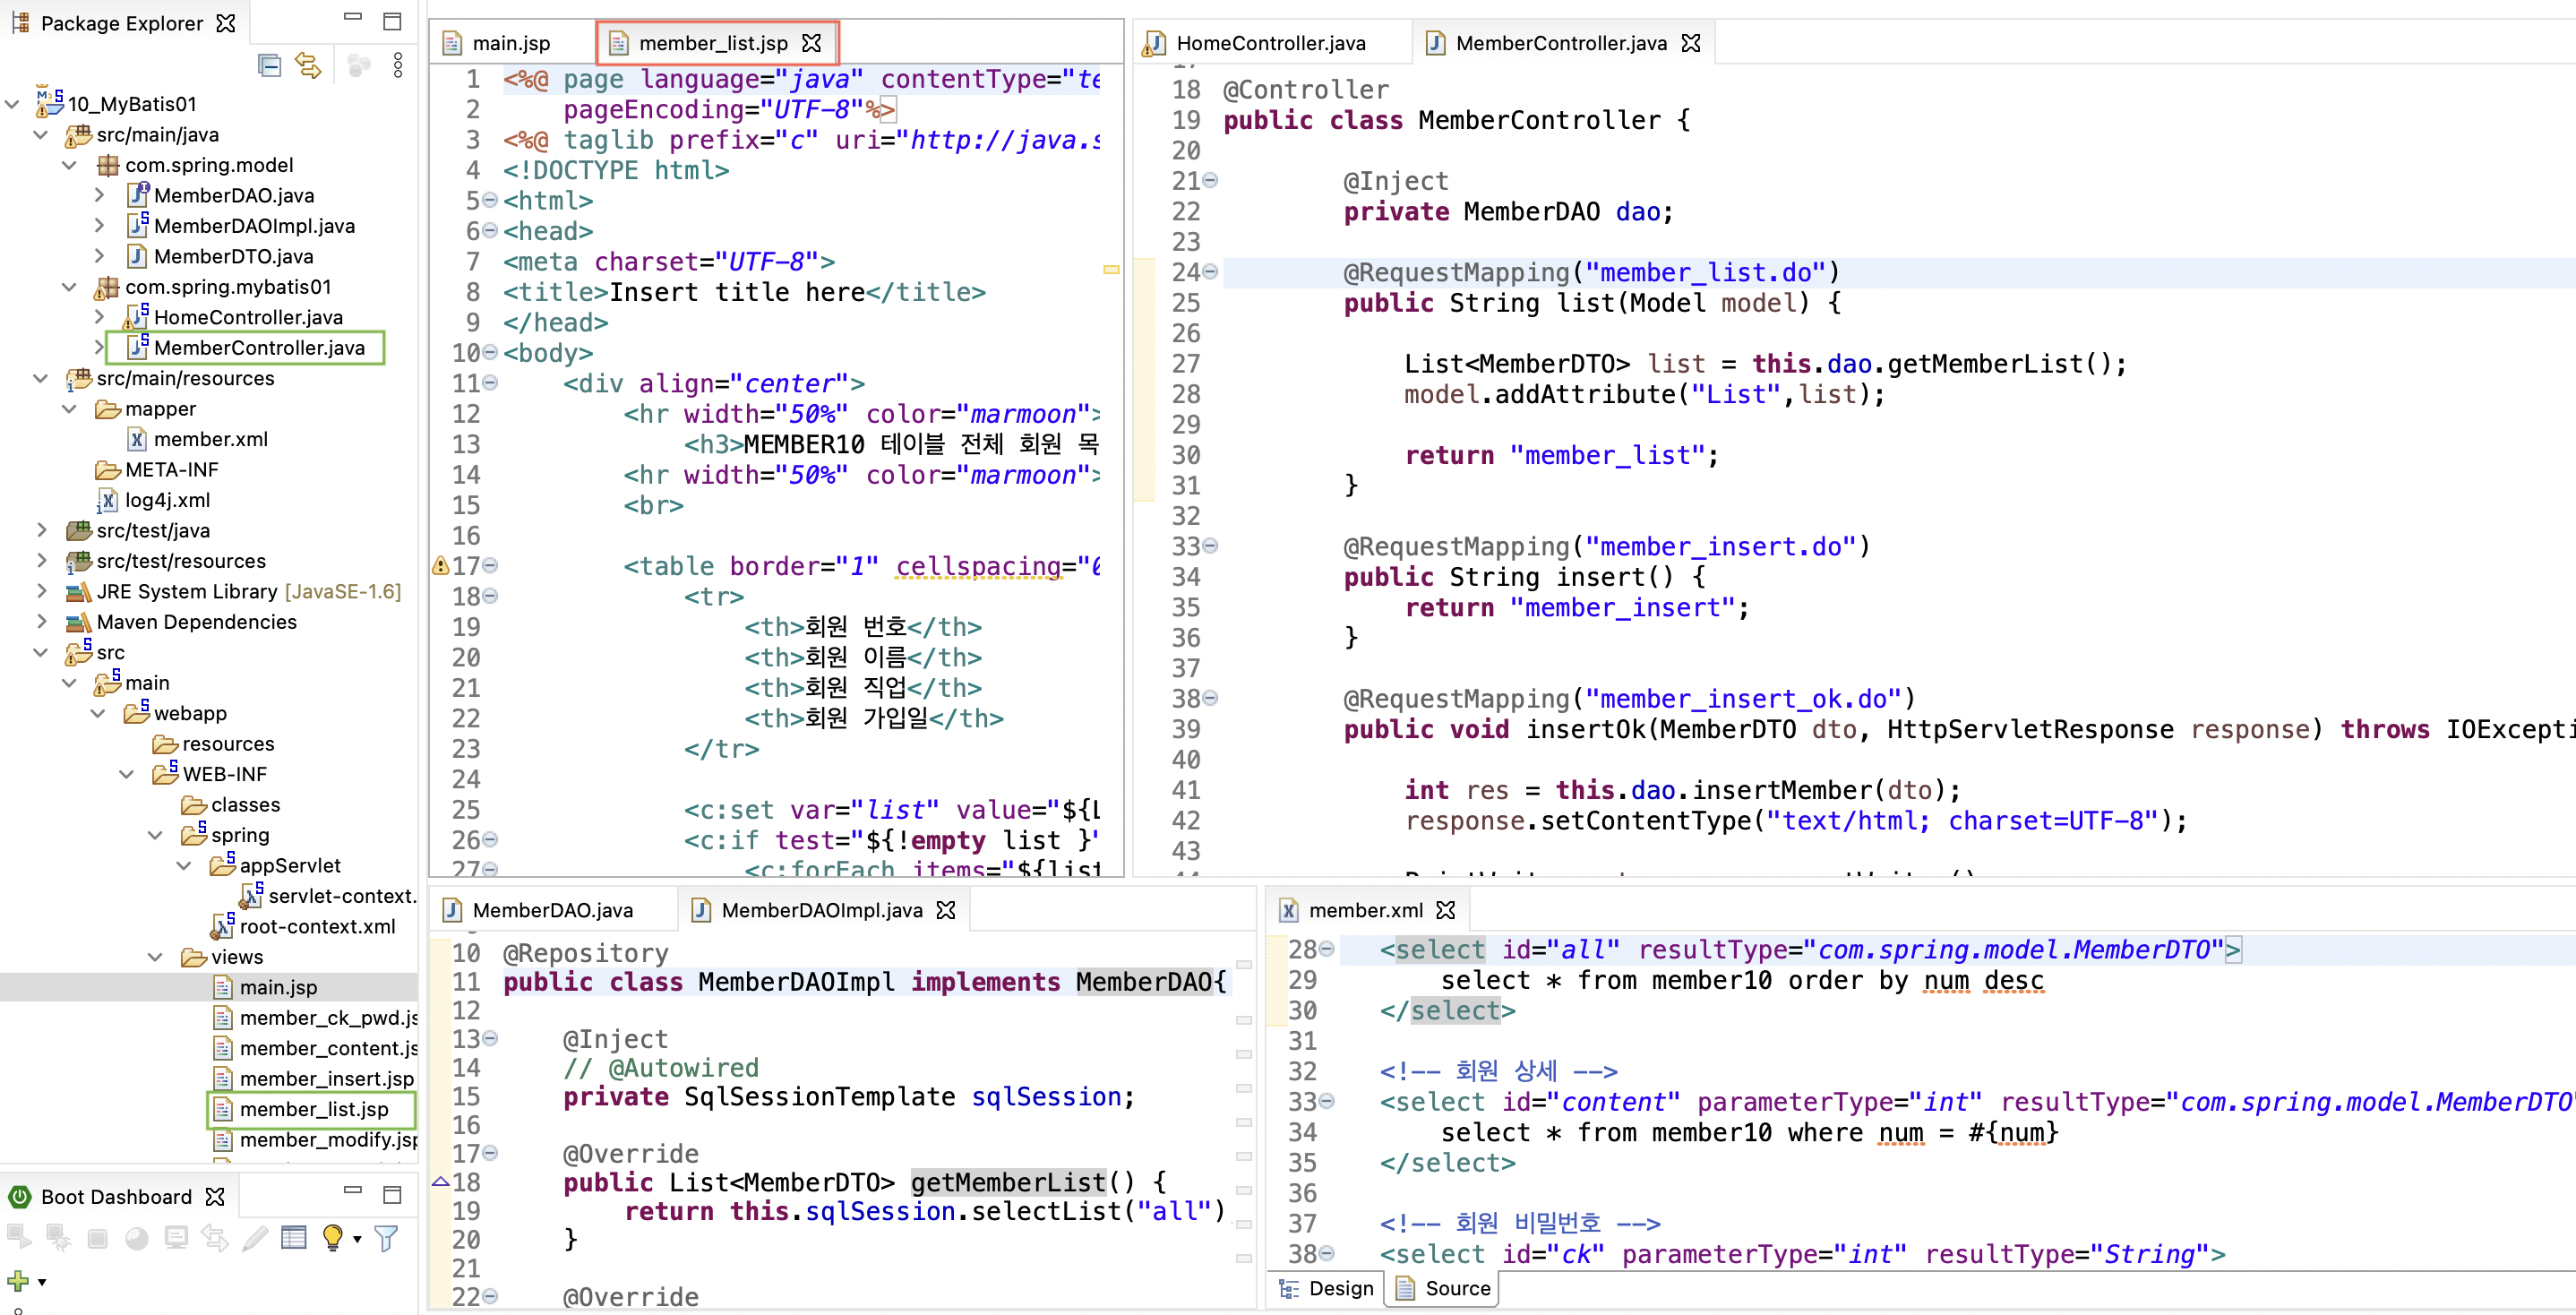 Package Explorer
10_MyBatis01
src/main/java
com.spring.model
MemberDAO.java
MemberDAOImpl.java
MemberDTO.java
com.spring.mybatis01
HomeController.java
MemberController.java
src/main/resources
mapper
member.xml
META-INF
log4j.xml
src/test/java
src/test/resources
JRE System Library [JavaSE-1.6]
Maven Dependencies
src
main
webapp
resources
WEB-INF
classes
spring
appServlet
servlet-context.
root-context.xml
views
main.jsp
member_ck_pwd.js
member_content.js
member_insert.jsp
member_list.jsp
member_modify.jsp
Boot Dashboard
main.jsp
member_list.jsp
1 <%@ page language="java" contentType="te
2 pageEncoding="UTF-8"%>
3 <%@ taglib prefix="c" uri="http://java.s
4 <!DOCTYPE html>
5 <html>
6 <head>
7 <meta charset="UTF-8">
8 <title>Insert title here</title>
9 </head>
10 <body>
11 <div align="center">
12 <hr width="50%" color="marmoon">
13 <h3>MEMBER10 테이블 전체 회원 목
14 <hr width="50%" color="marmoon">
15 <br>
16
17 <table border="1" cellspacing="0
18 <tr>
19 <th>회원 번호</th>
20 <th>회원 이름</th>
21 <th>회원 직업</th>
22 <th>회원 가입일</th>
23 </tr>
24
25 <c:set var="list" value="${L
26 <c:if test="${!empty list }"
27 <c:forEach items="${list
HomeController.java
MemberController.java
17
18 @Controller
19 public class MemberController {
20
21 @Inject
22 private MemberDAO dao;
23
24 @RequestMapping("member_list.do")
25 public String list(Model model) {
26
27 List<MemberDTO> list = this.dao.getMemberList();
28 model.addAttribute("List",list);
29
30 return "member_list";
31 }
32
33 @RequestMapping("member_insert.do")
34 public String insert() {
35 return "member_insert";
36 }
37
38 @RequestMapping("member_insert_ok.do")
39 public void insertOk(MemberDTO dto, HttpServletResponse response) throws IOExcepti
40
41 int res = this.dao.insertMember(dto);
42 response.setContentType("text/html; charset=UTF-8");
43
MemberDAO.java
MemberDAOImpl.java
10 @Repository
11 public class MemberDAOImpl implements MemberDAO{
12
13 @Inject
14 // @Autowired
15 private SqlSessionTemplate sqlSession;
16
17 @Override
18 public List<MemberDTO> getMemberList() {
19 return this.sqlSession.selectList("all")
20 }
21
22 @Override
member.xml
28 <select id="all" resultType="com.spring.model.MemberDTO">
29 select * from member10 order by num desc
30 </select>
31
32 <!-- 회원 상세 -->
33 <select id="content" parameterType="int" resultType="com.spring.model.MemberDTO"
34 select * from member10 where num = #{num}
35 </select>
36
37 <!-- 회원 비밀번호 -->
38 <select id="ck" parameterType="int" resultType="String">
Design
Source